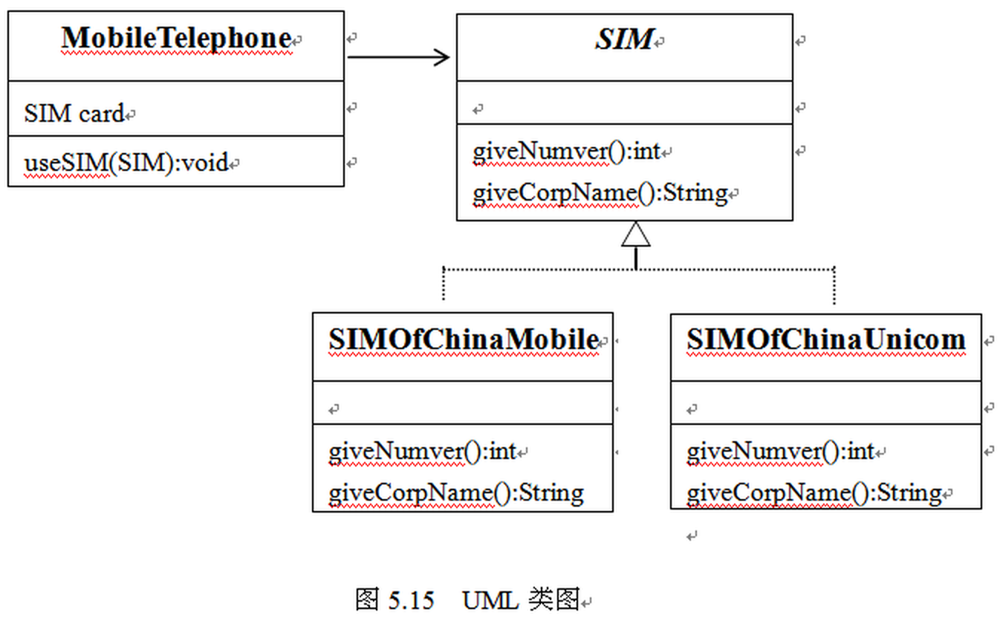 MobileTelephone
SIM card
useSIM(SIM):void
SIM
giveNumver():int
giveCorpName():String
SIMOfChinaMobile
giveNumver():int
giveCorpName():String
SIMOfChinaUnicom
giveNumver():int
giveCorpName():String
图 5.15 UML 类图